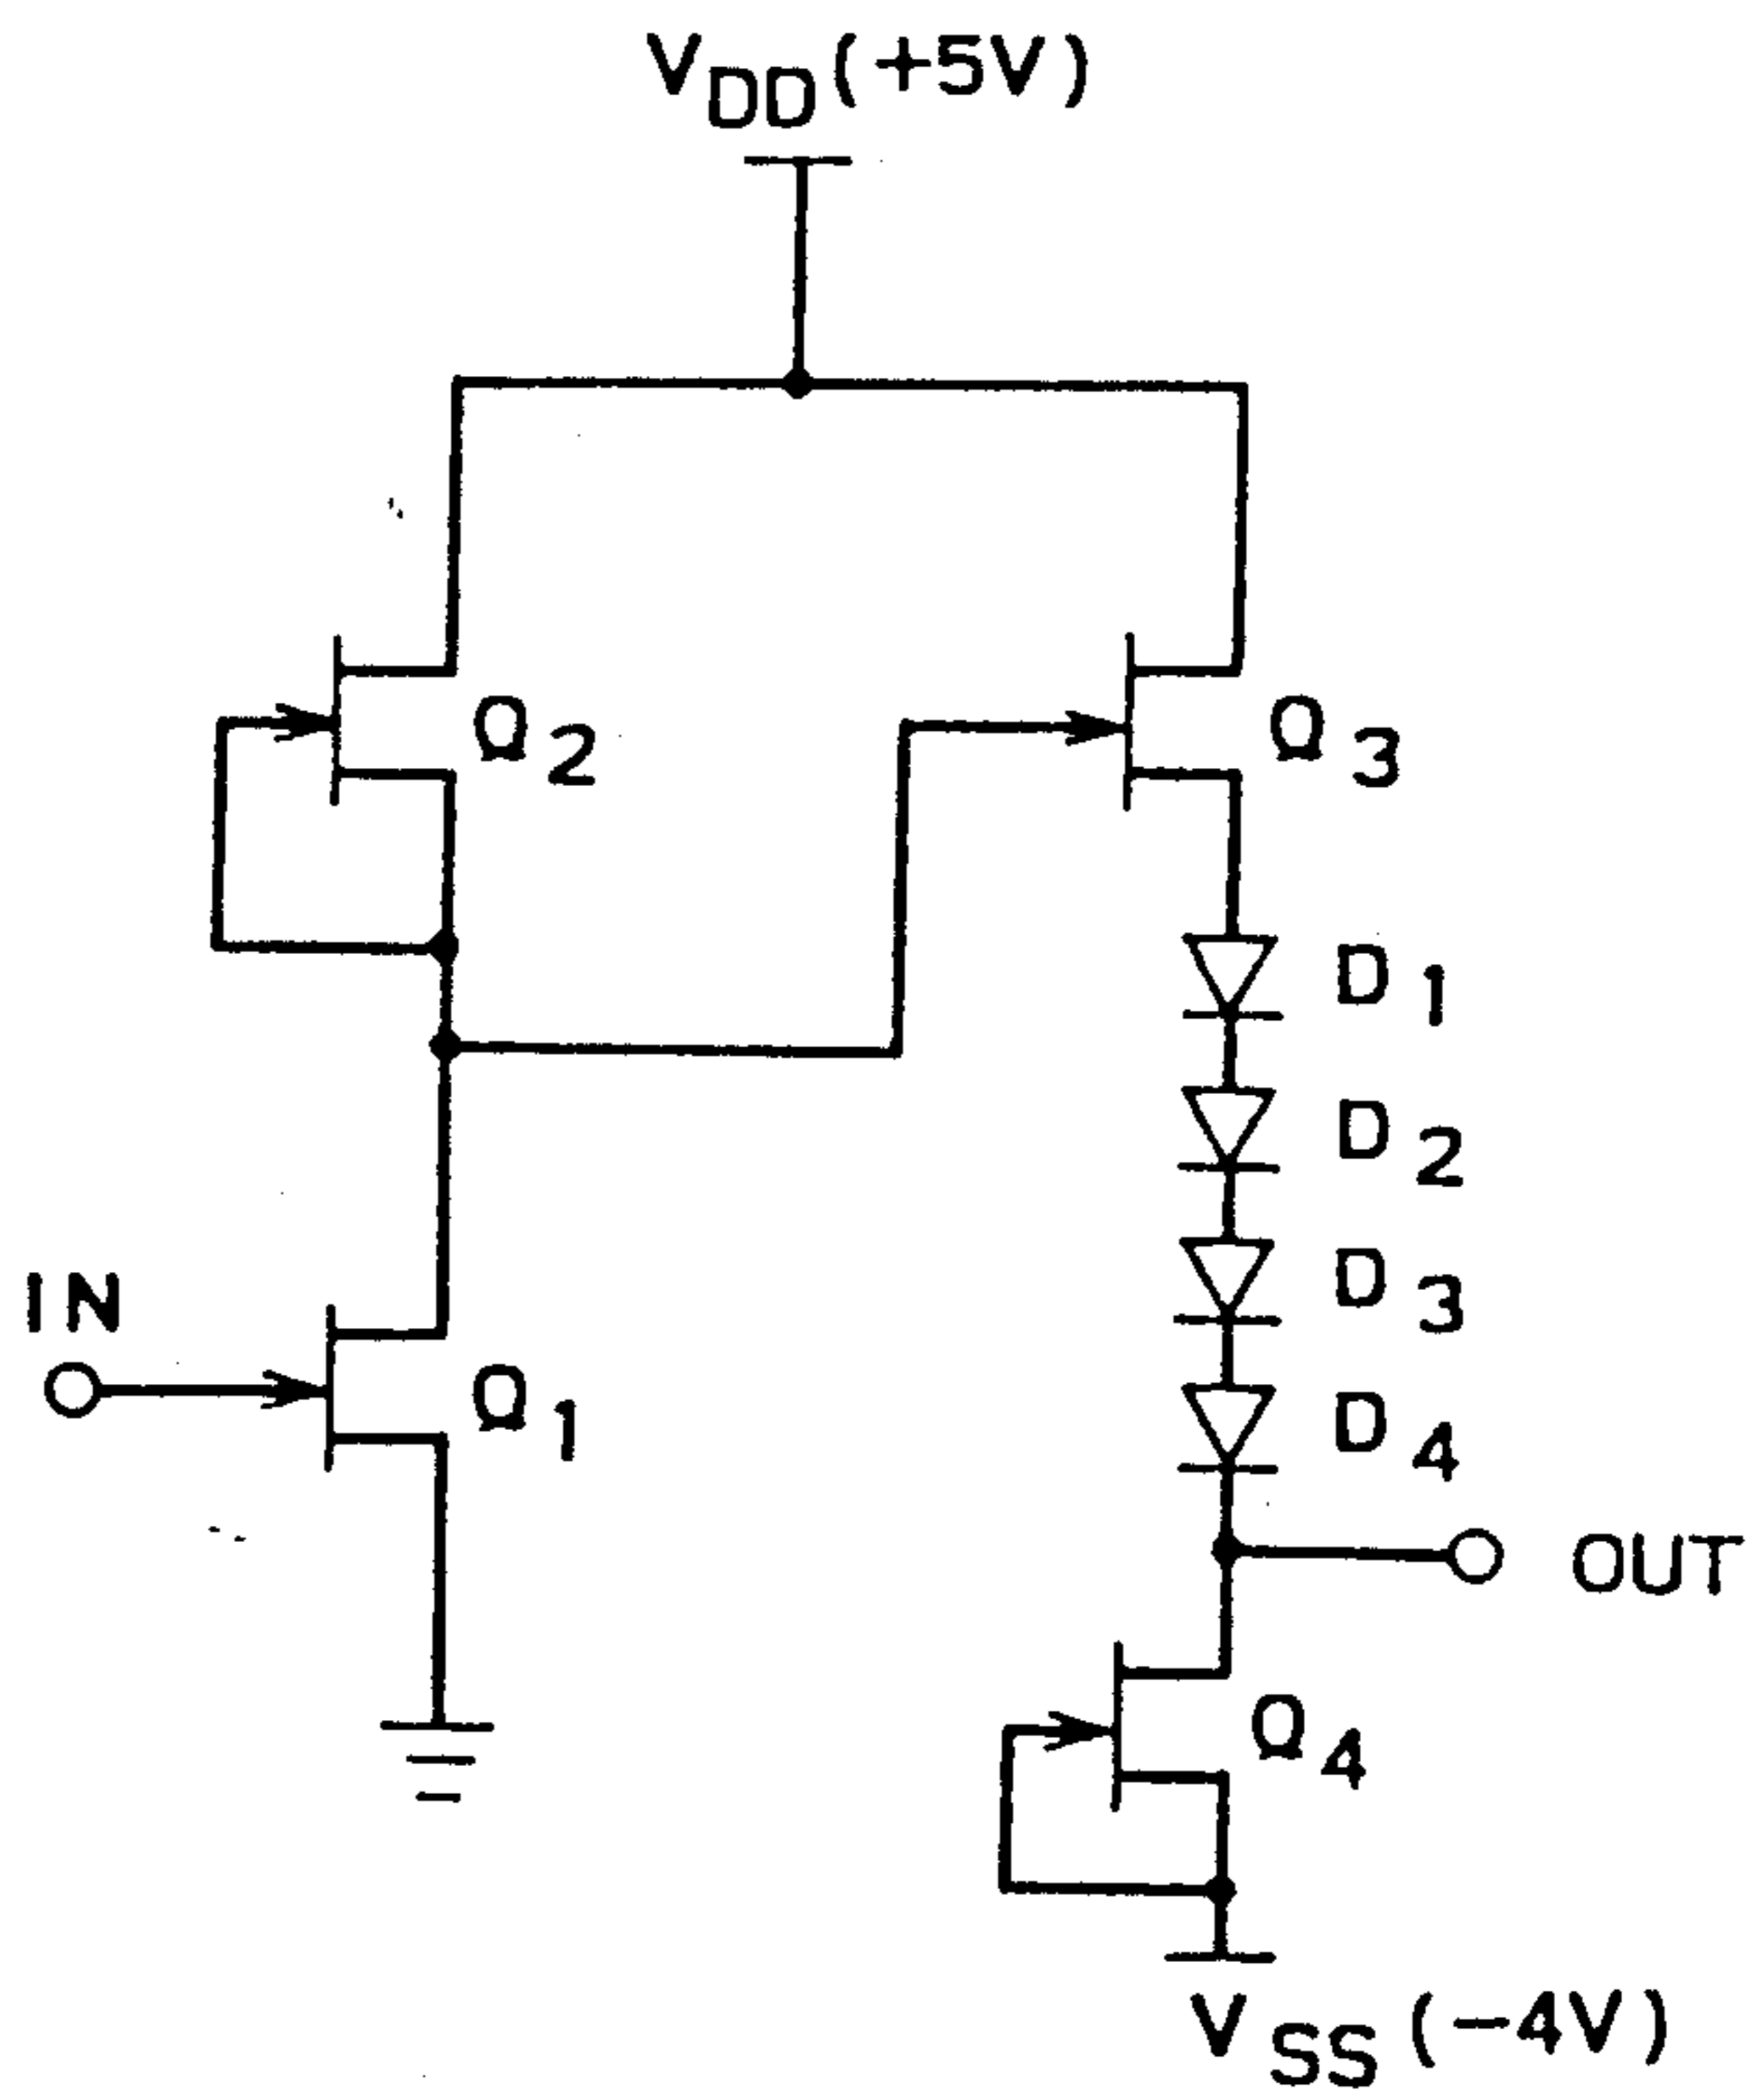 VDD (+5V)
Q2
Q3
D1
D2
IN
D3
Q1
D4
OUT
Q4
VSS (-4V)